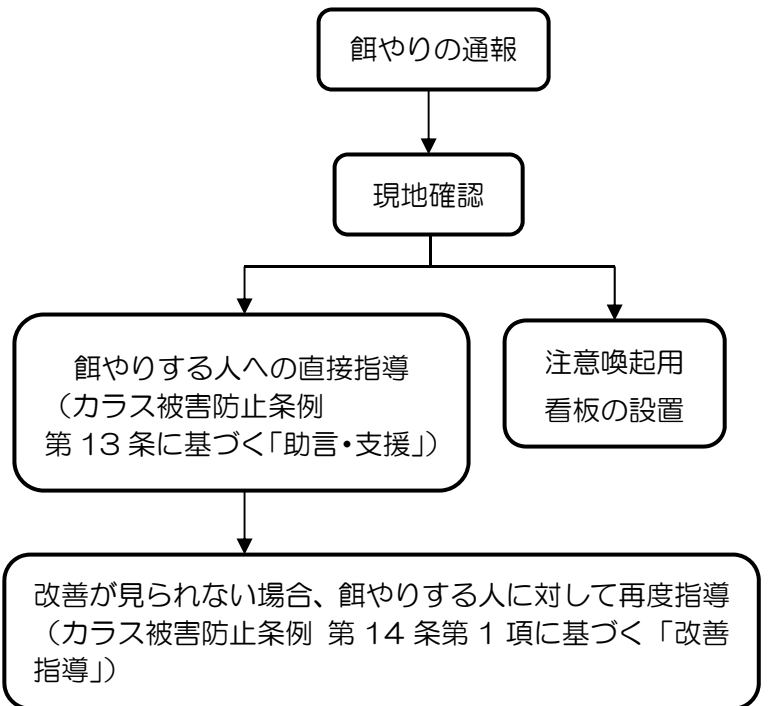 餌やりの通報
現地確認
餌やりする人への直接指導
（カラス被害防止条例
第 13 条に基づく「助言・支援」）
注意喚起用
看板の設置
改善が見られない場合、餌やりする人に対して再度指導
（カラス被害防止条例 第 14 条第 1 項に基づく「改善
指導」）